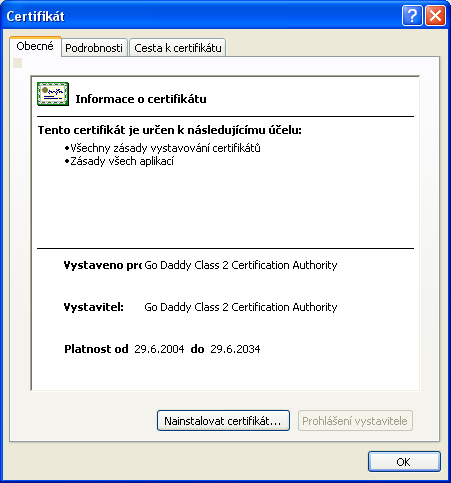 Certifikát
Obecné Podrobnosti Cesta k certifikátu
Informace o certifikátu
Tento certifikát je určen k následujícímu účelu:
•Všechny zásady vystavování certifikátů
•Zásady všech aplikací
Vystaveno pro Go Daddy Class 2 Certification Authority
Vystavitel: Go Daddy Class 2 Certification Authority
Platnost od 29.6.2004 do 29.6.2034
Nainstalovat certifikát... Prohlášení vystavitele
OK